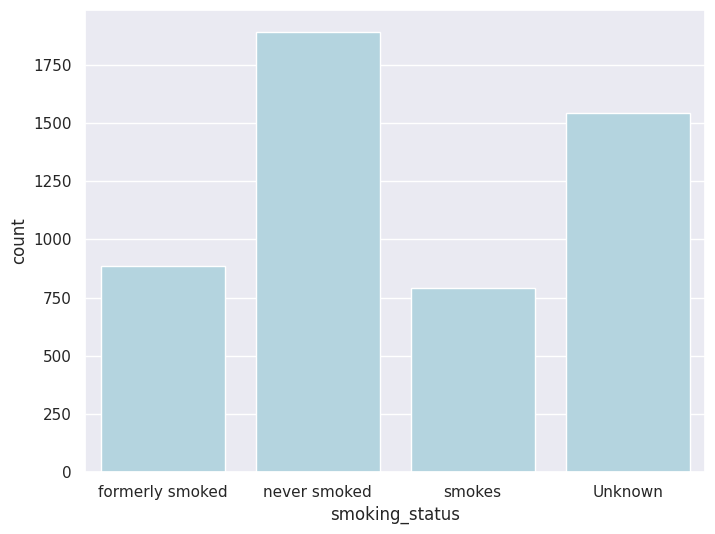 1750
1500
1250
1000
750
500
250
0
count
formerly smoked
never smoked
smokes
Unknown
smoking_status